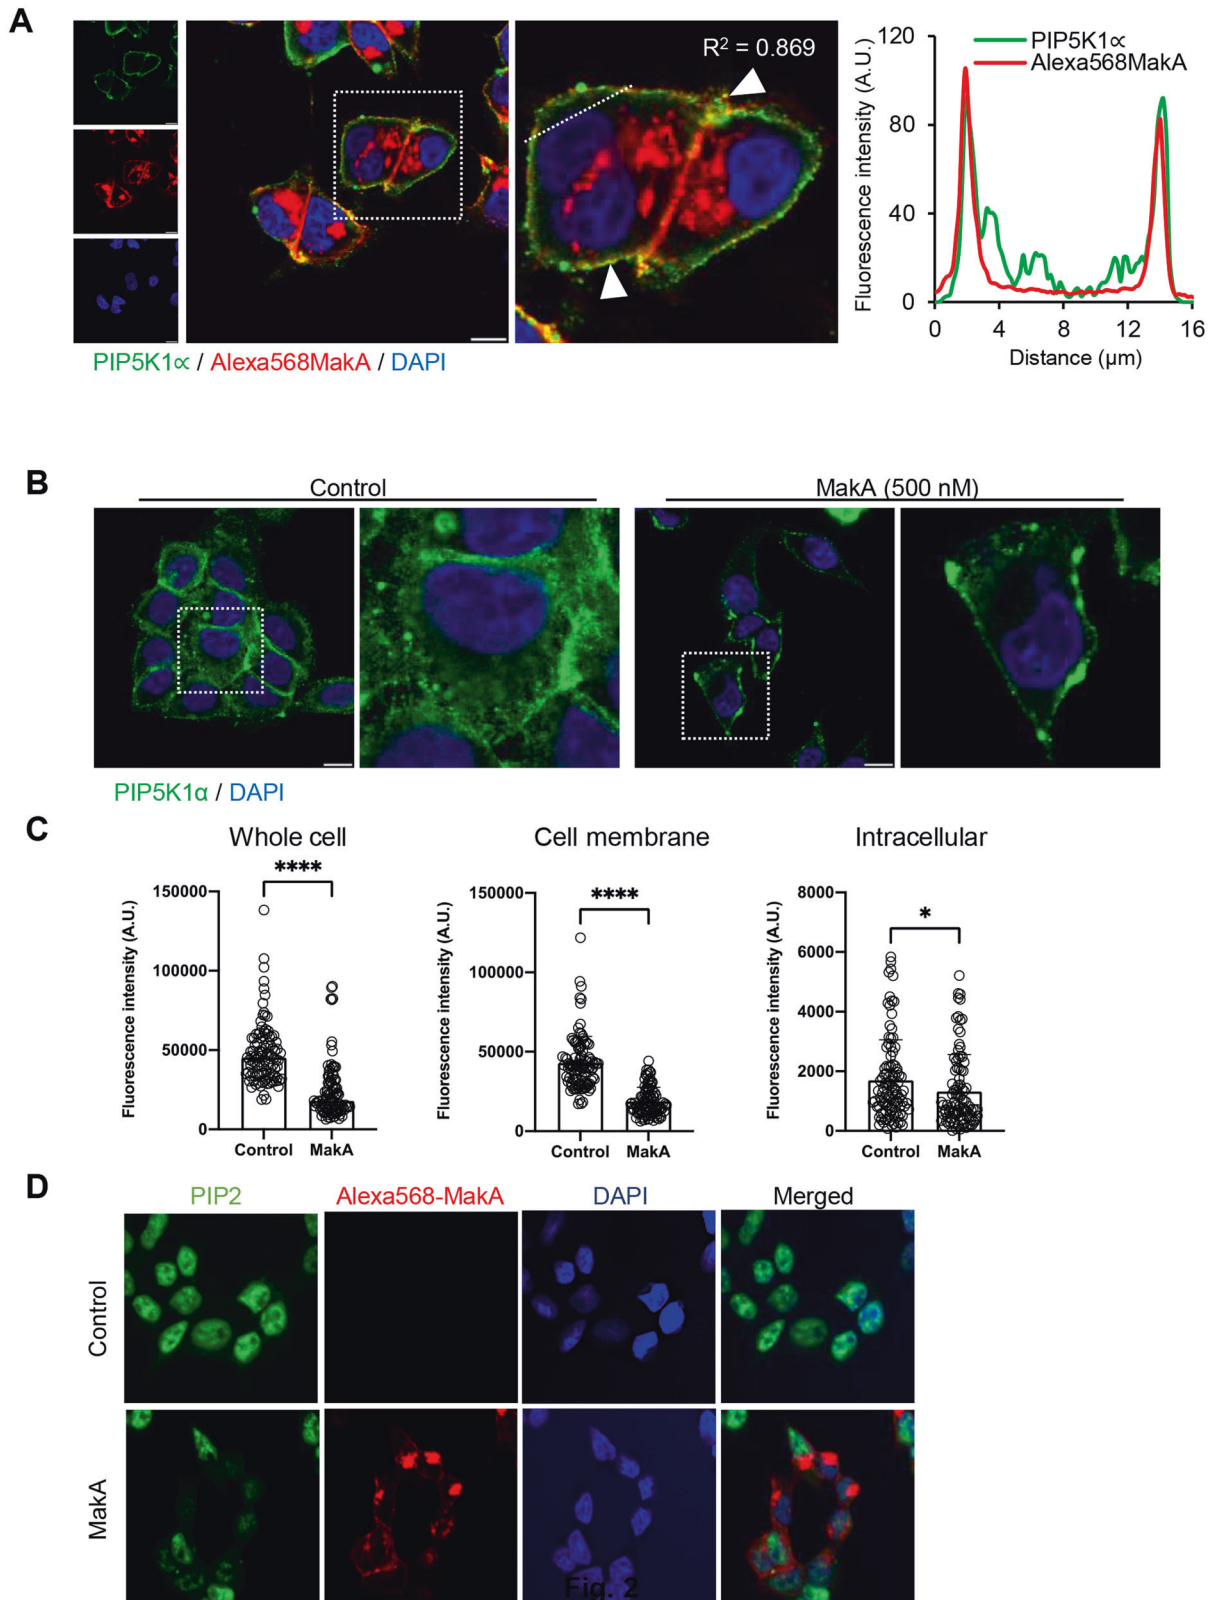 A
R² = 0.869
PIP5K1∝ / Alexa568MakA / DAPI
PIP5K1∝
Alexa568MakA
Fluorescence intensity (A.U.)
120
80
40
0
0 4 8 12 16
Distance (µm)
B
Control
MakA (500 nM)
PIP5K1α / DAPI
C
Whole cell
****
Fluorescence intensity (A.U.)
150000
100000
50000
0
Control MakA
Cell membrane
****
Fluorescence intensity (A.U.)
150000
100000
50000
0
Control MakA
Intracellular
*
Fluorescence intensity (A.U.)
8000
6000
4000
2000
0
Control MakA
D
PIP2 Alexa568-MakA DAPI Merged
Control
MakA
Fig. 2